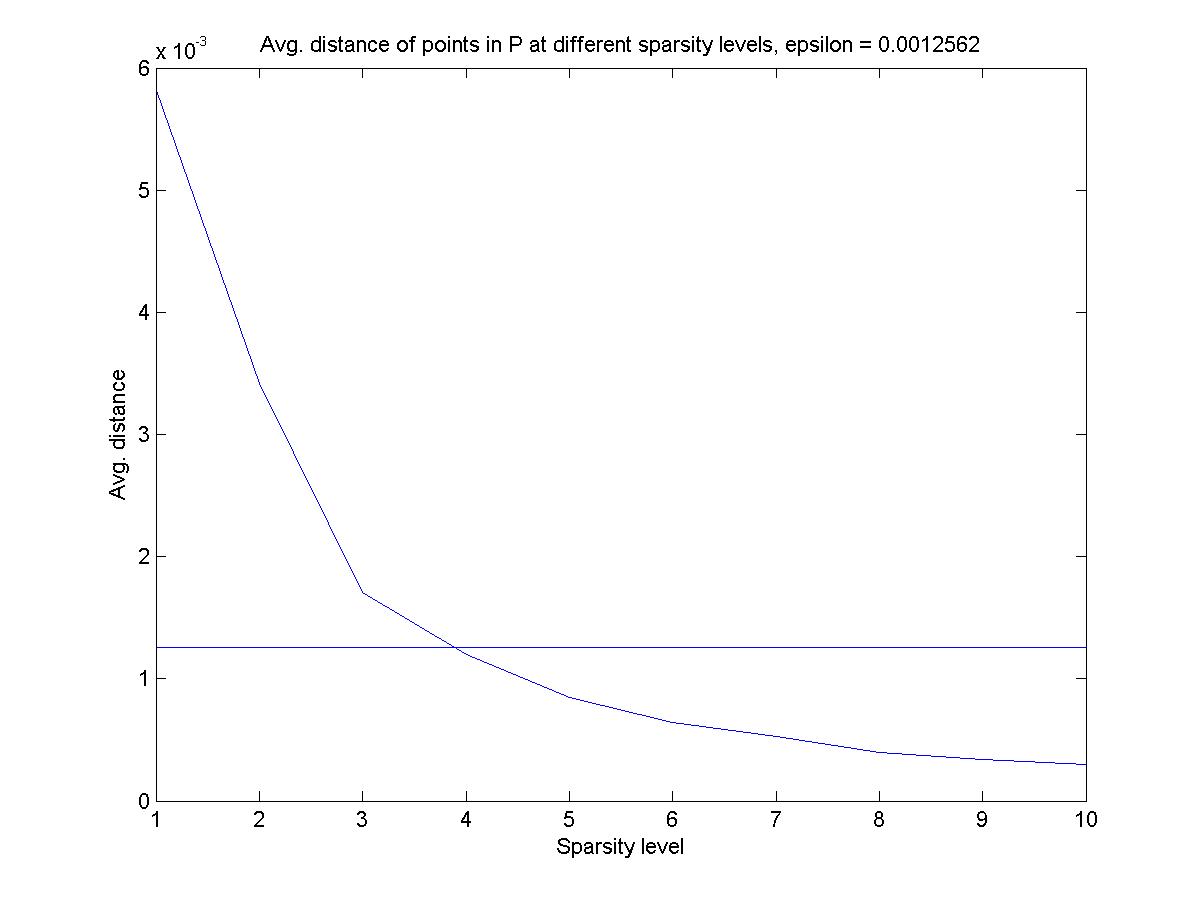 Avg. distance of points in P at different sparsity levels, epsilon = 0.0012562
x 10-3
6
5
4
3
2
1
0
Avg. distance
1 2 3 4 5 6 7 8 9 10
Sparsity level